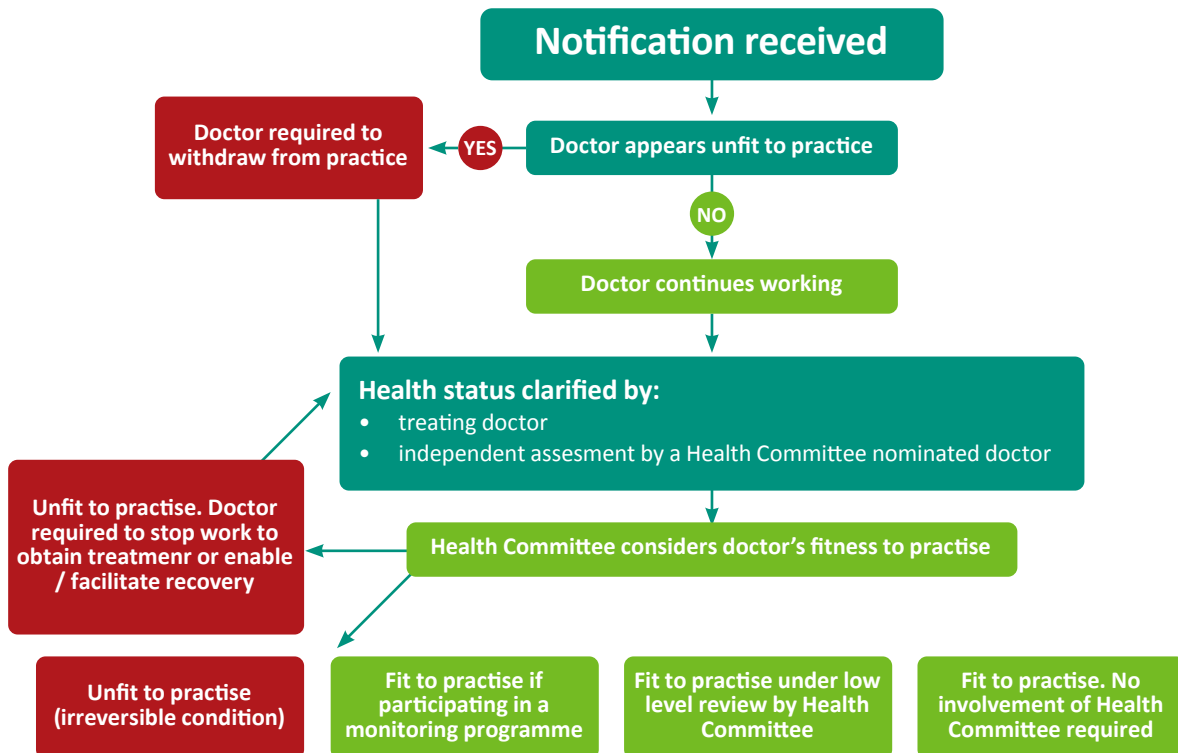 Notification received
Doctor required to
withdraw from practice
YES
Doctor appears unfit to practice
NO
Doctor continues working
Health status clarified by:
• treating doctor
• independent assesment by a Health Committee nominated doctor
Unfit to practise. Doctor
required to stop work to
obtain treatmenr or enable
/ facilitate recovery
Health Committee considers doctor’s fitness to practise
Unfit to practise
(irreversible condition)
Fit to practise if
participating in a
monitoring programme
Fit to practise under low
level review by Health
Committee
Fit to practise. No
involvement of Health
Committee required